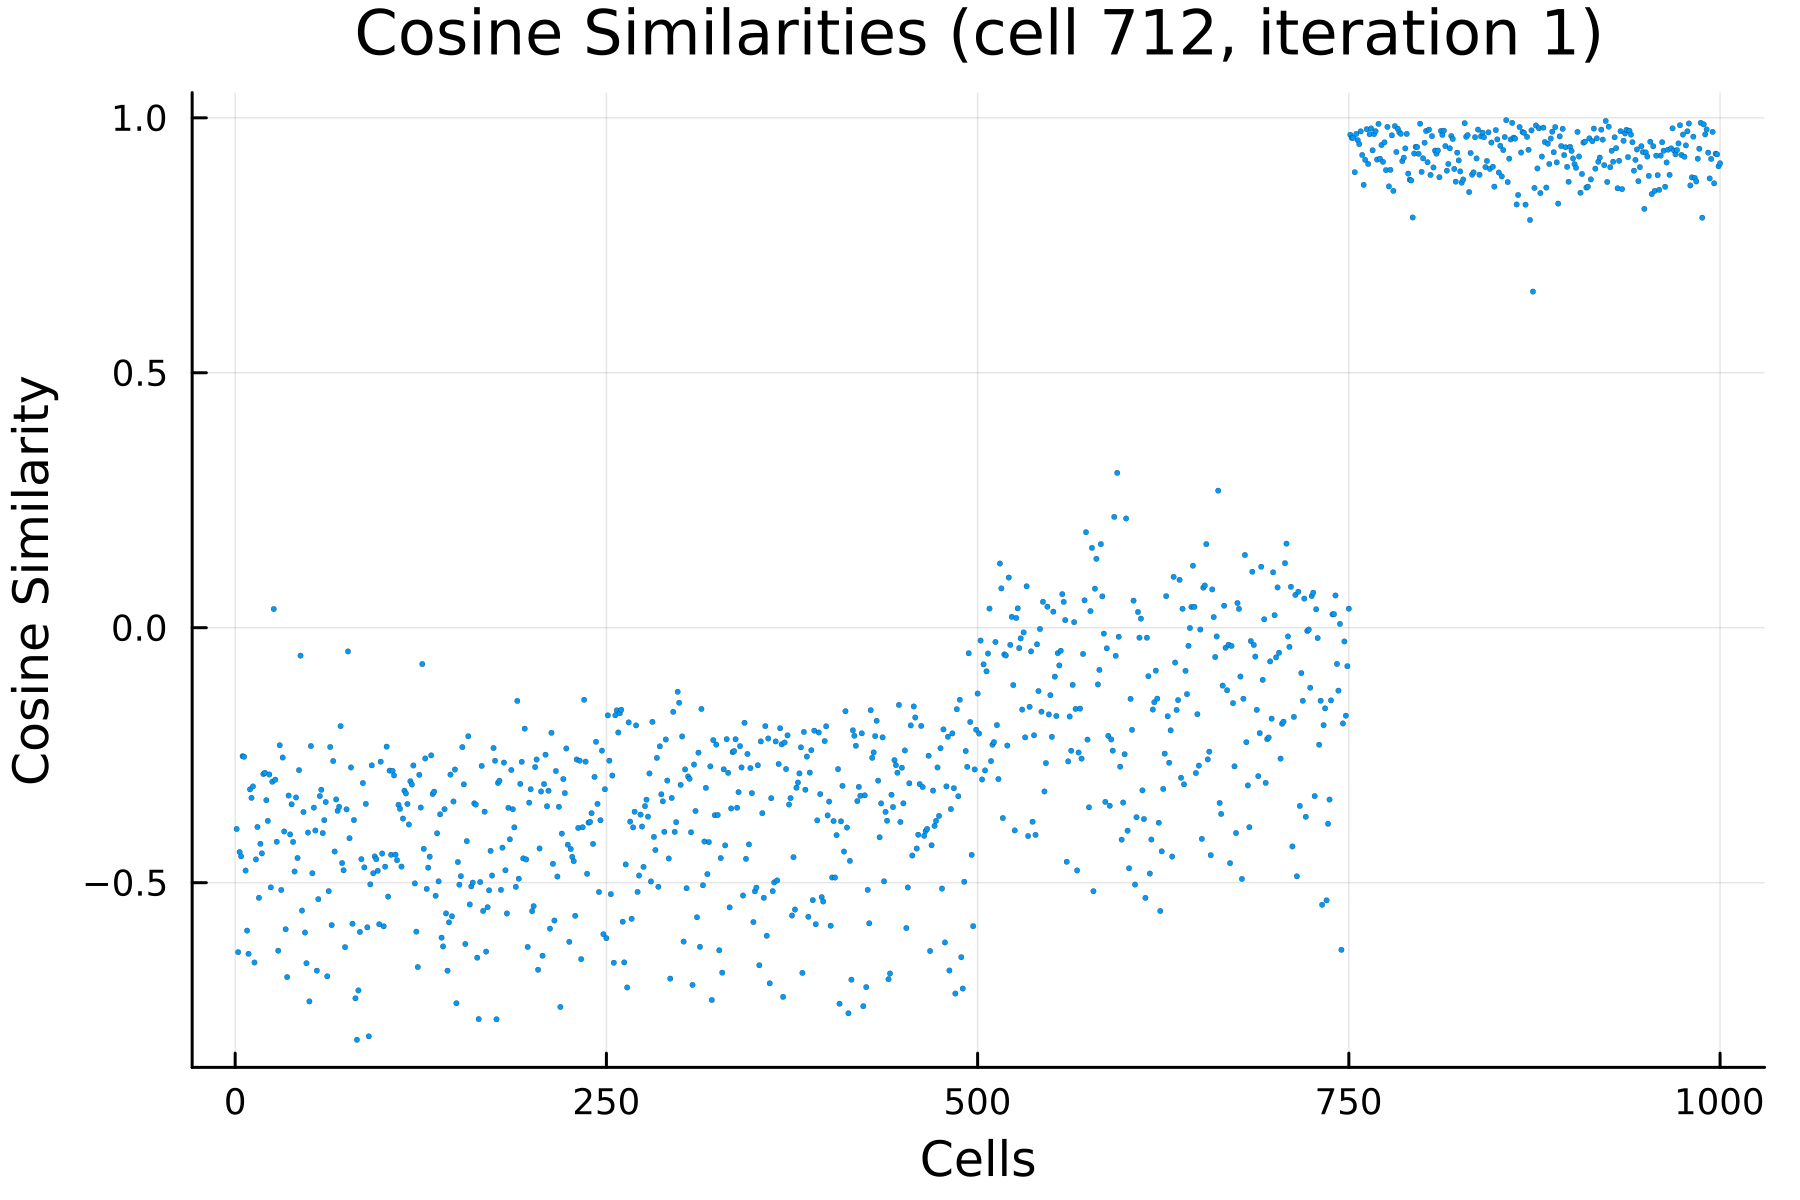 Cosine Similarities (cell 712, iteration 1)
Cosine Similarity
1.0
0.5
0.0
−0.5
0 250 500 750 1000
Cells